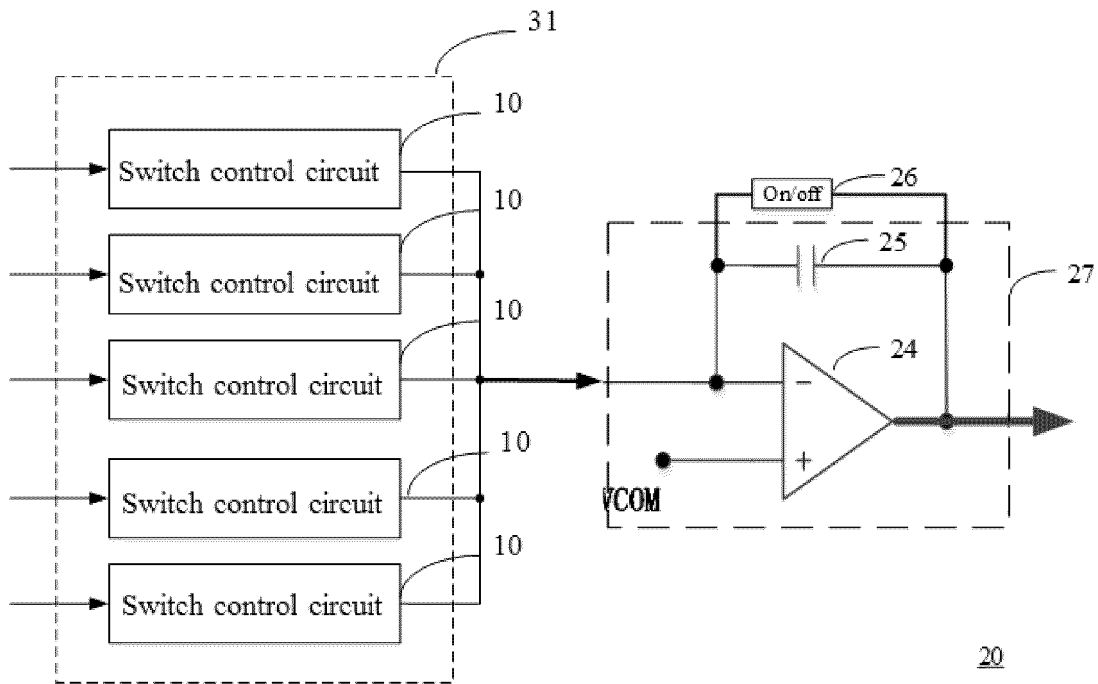 31
10
Switch control circuit
10
Switch control circuit
10
Switch control circuit
10
Switch control circuit
10
Switch control circuit
On/off
26
25
27
24
−
+
VCOM
20